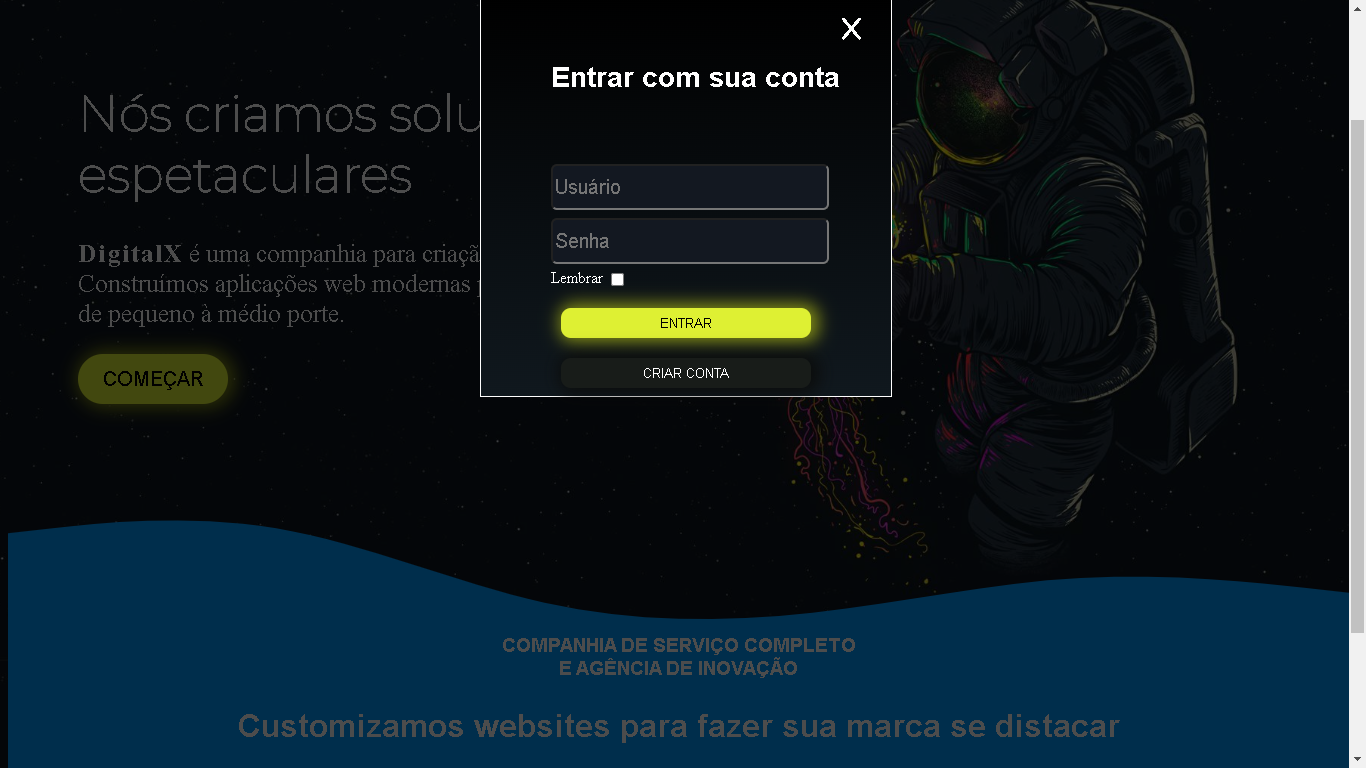 X
Entrar com sua conta
Nós criamos solu
espetaculares
DigitalX é uma companhia para criaçã
Construímos aplicações web modernas
de pequeno à médio porte.
COMEÇAR
Usuário
Senha
Lembrar
ENTRAR
CRIAR CONTA
COMPANHIA DE SERVIÇO COMPLETO
E AGÊNCIA DE INOVAÇÃO
Customizamos websites para fazer sua marca se distacar